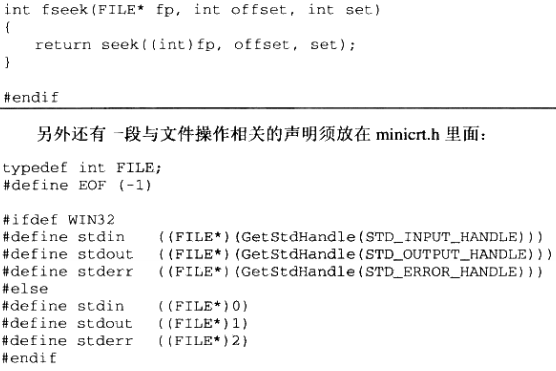 int fseek(FILE* fp, int offset, int set)
{
    return seek((int)fp, offset, set);
}
#endif
另外还有一段与文件操作相关的声明须放在 minicrt.h 里面：
typedef int FILE;
#define EOF (-1)
#ifdef WIN32
#define stdin   ((FILE*)(GetStdHandle(STD_INPUT_HANDLE)))
#define stdout  ((FILE*)(GetStdHandle(STD_OUTPUT_HANDLE)))
#define stderr  ((FILE*)(GetStdHandle(STD_ERROR_HANDLE)))
#else
#define stdin   ((FILE*)0)
#define stdout  ((FILE*)1)
#define stderr  ((FILE*)2)
#endif